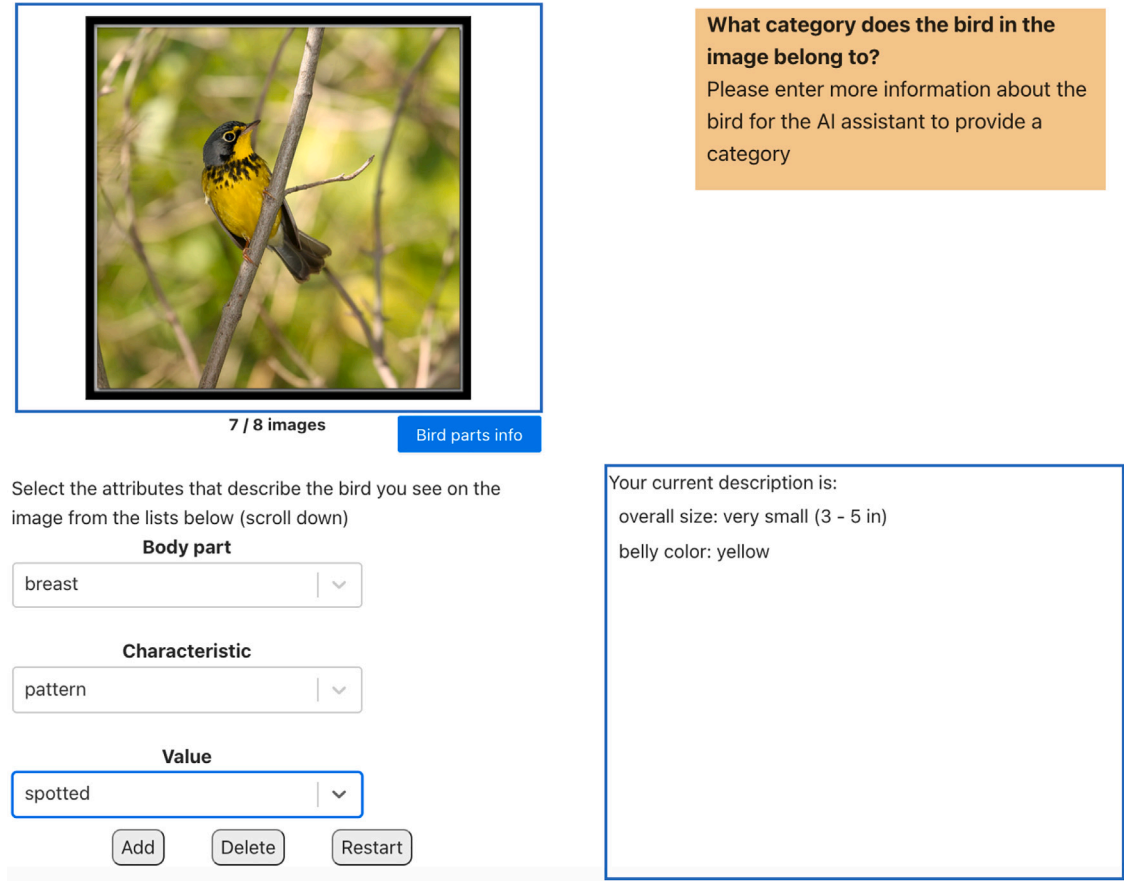 What category does the bird in the
image belong to?
Please enter more information about the
bird for the AI assistant to provide a
category
7 / 8 images
Bird parts info
Select the attributes that describe the bird you see on the
image from the lists below (scroll down)
Body part
breast
Characteristic
pattern
Value
spotted
Add
Delete
Restart
Your current description is:
overall size: very small (3 - 5 in)
belly color: yellow